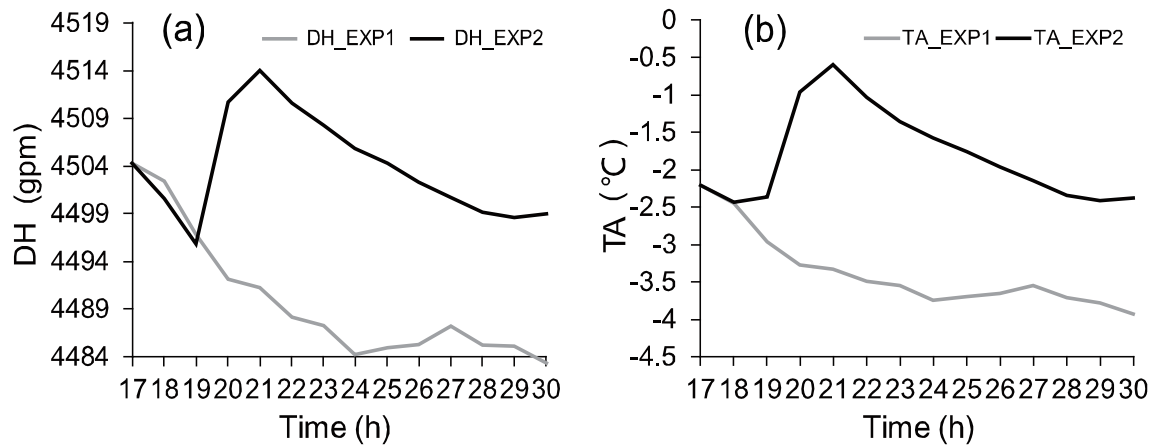 (a)
DH_EXP1
DH_EXP2
4519
4514
4509
4504
4499
4494
4489
4484
DH (gpm)
17 18 19 20 21 22 23 24 25 26 27 28 29 30
Time (h)
(b)
TA_EXP1
TA_EXP2
0
-0.5
-1
-1.5
-2
-2.5
-3
-3.5
-4
-4.5
TA (℃)
17 18 19 20 21 22 23 24 25 26 27 28 29 30
Time (h)